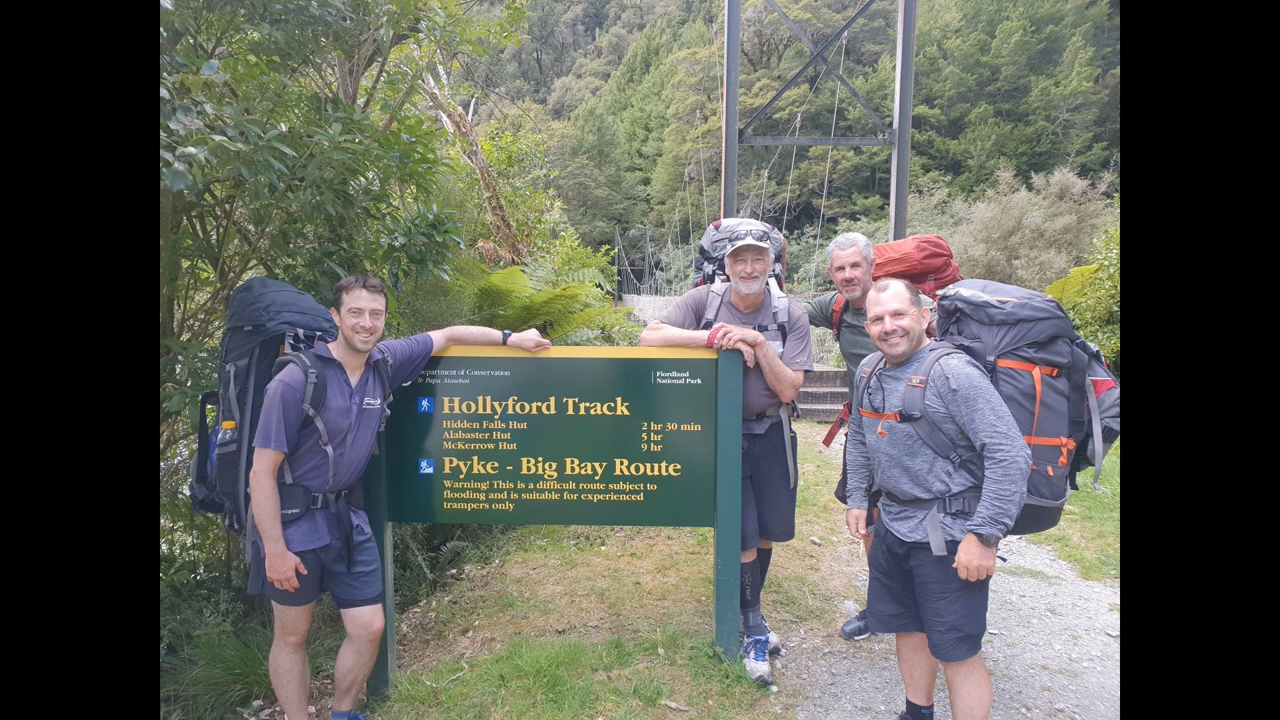 Department of Conservation
Te Papa Atawhai
Fiordland
National Park
Hollyford Track
Hidden Falls Hut 2 hr 30 min
Alabaster Hut 5 hr
McKerrow Hut 9 hr
Pyke - Big Bay Route
Warning! This is a difficult route subject to
flooding and is suitable for experienced
trampers only